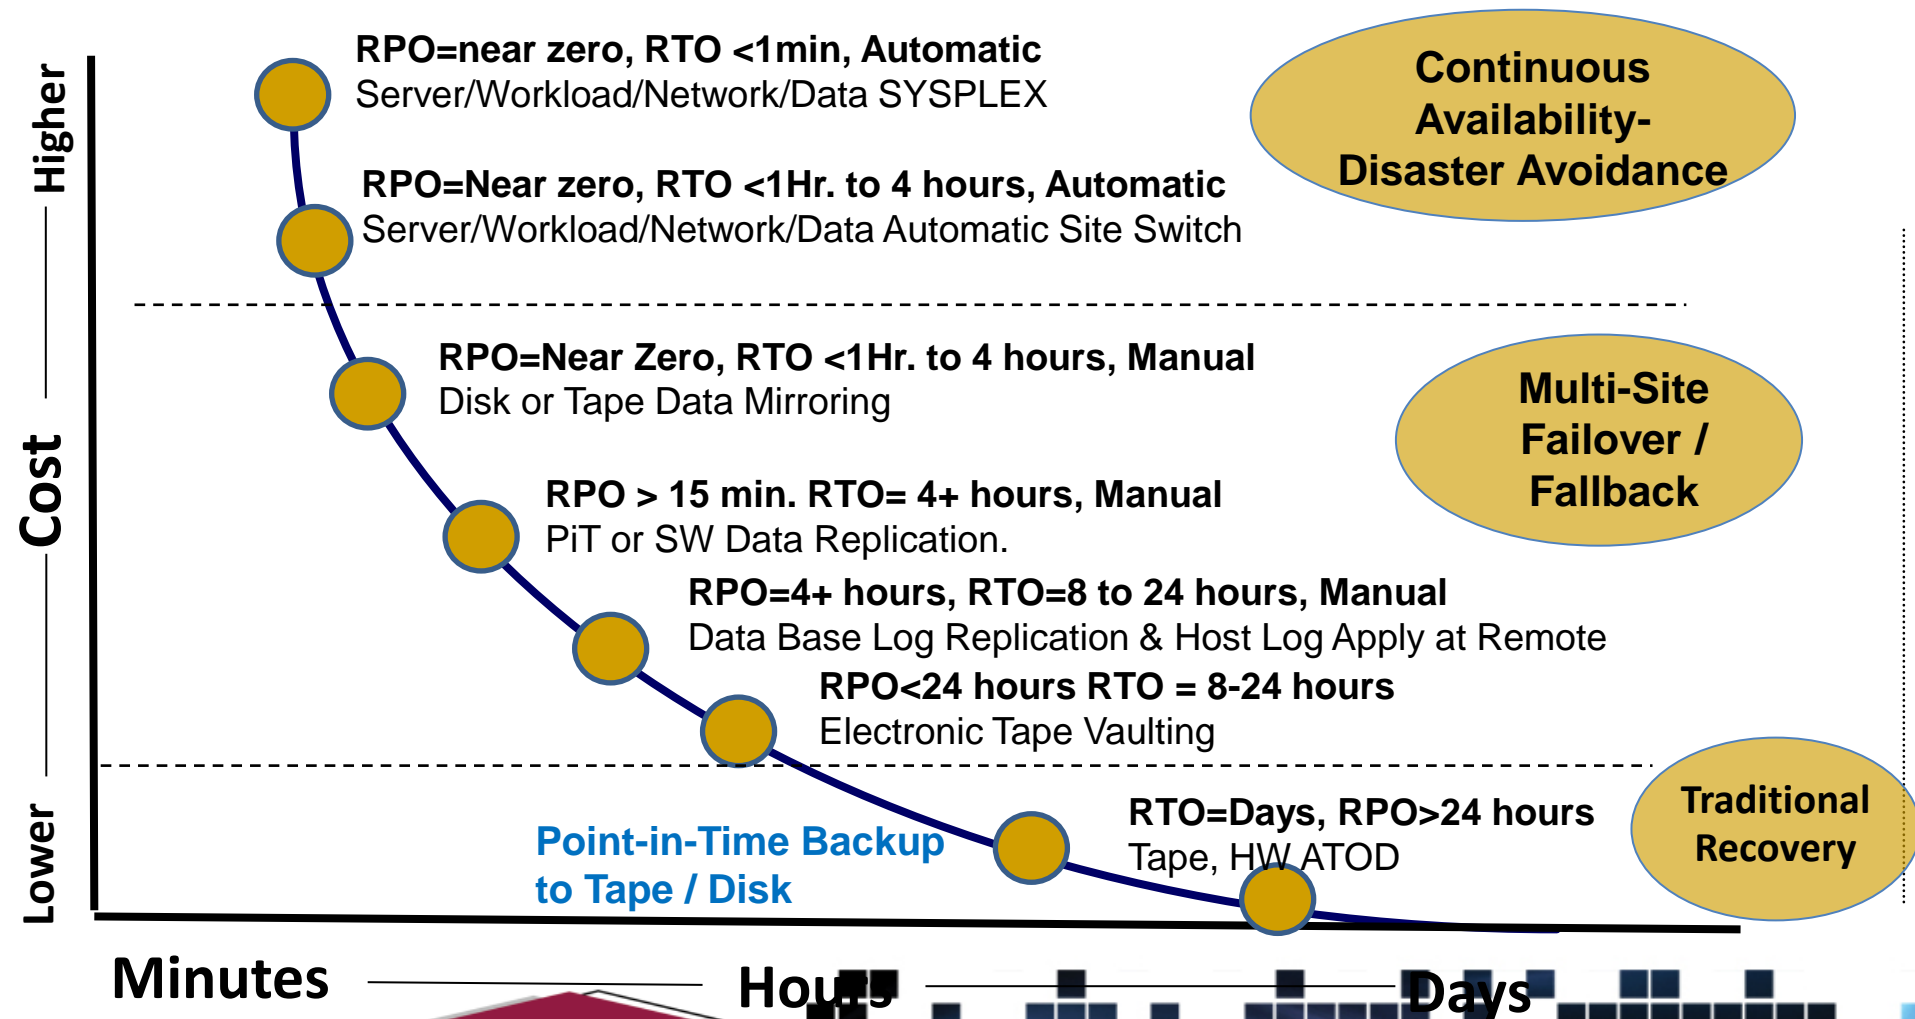 RPO=near zero, RTO <1min, Automatic
Server/Workload/Network/Data SYSPLEX
Continuous
Availability-
Disaster Avoidance
Higher
RPO=Near zero, RTO <1Hr. to 4 hours, Automatic
Server/Workload/Network/Data Automatic Site Switch
RPO=Near Zero, RTO <1Hr. to 4 hours, Manual
Disk or Tape Data Mirroring
Multi-Site
Failover /
Fallback
Cost
RPO > 15 min. RTO= 4+ hours, Manual
PiT or SW Data Replication.
RPO=4+ hours, RTO=8 to 24 hours, Manual
Data Base Log Replication & Host Log Apply at Remote
RPO<24 hours RTO = 8-24 hours
Electronic Tape Vaulting
Lower
Point-in-Time Backup
to Tape / Disk
RTO=Days, RPO>24 hours
Tape, HW ATOD
Traditional
Recovery
Minutes
Hours
Days